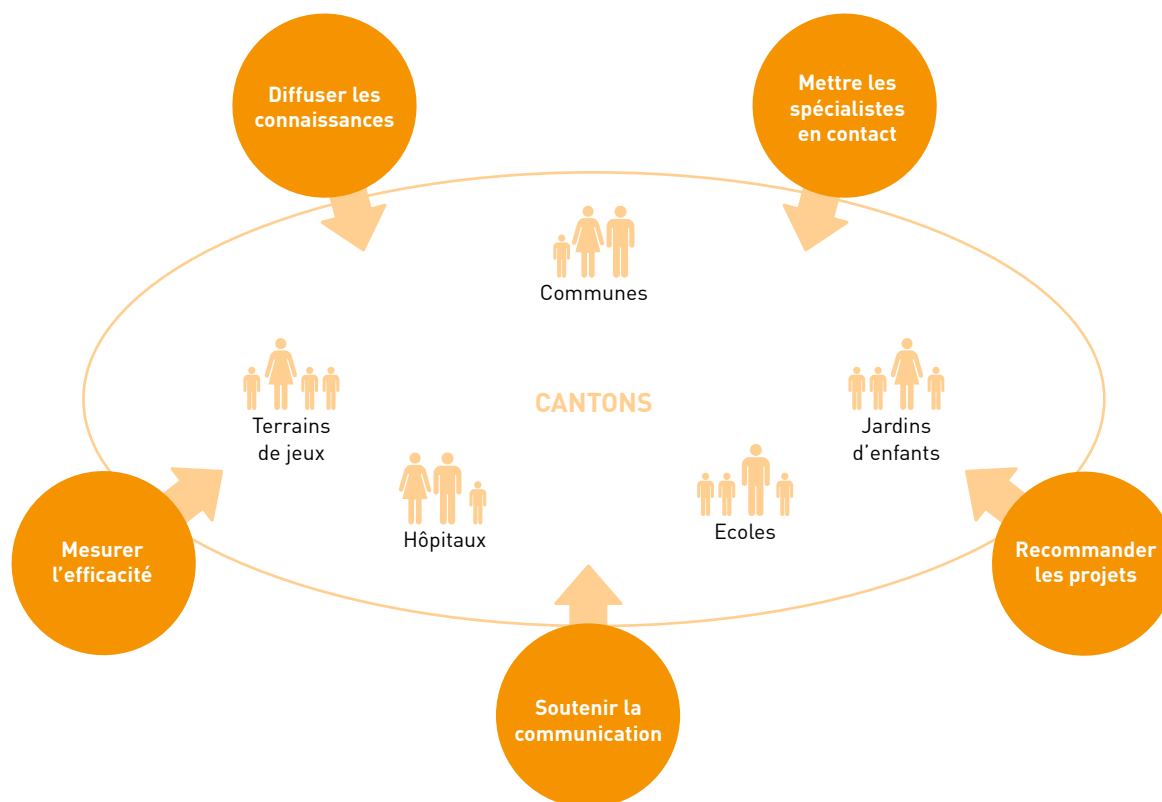 Diffuser les
connaissances
Mettre les
spécialistes
en contact
Communes
Terrains
de jeux
CANTONS
Jardins
d’enfants
Hôpitaux
Ecoles
Mesurer
l’efficacité
Recommander
les projets
Soutenir la
communication